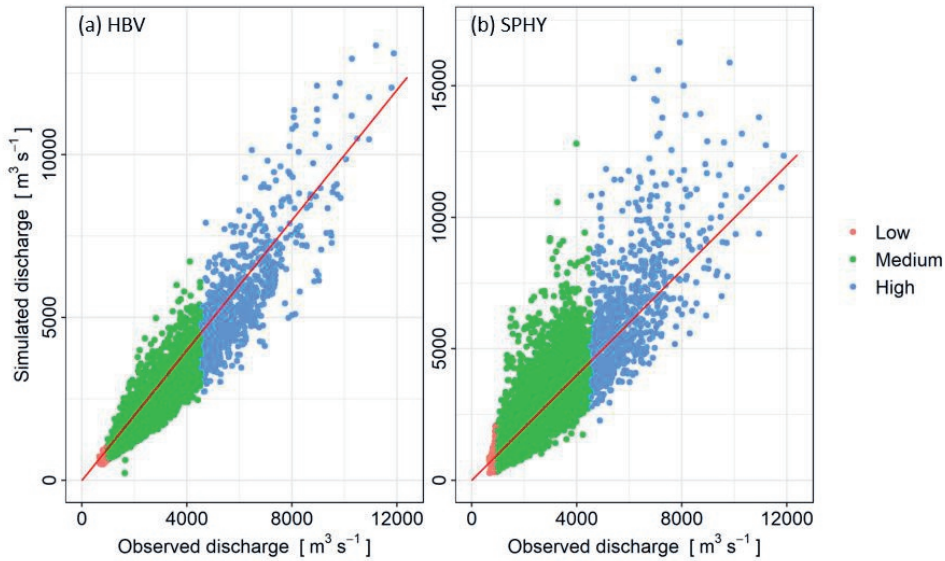 (a) HBV
(b) SPHY
Simulated discharge [ m³ s⁻¹ ]
0
5000
10000
0
5000
10000
15000
0
4000
8000
12000
0
4000
8000
12000
Observed discharge [ m³ s⁻¹ ]
Observed discharge [ m³ s⁻¹ ]
Low
Medium
High